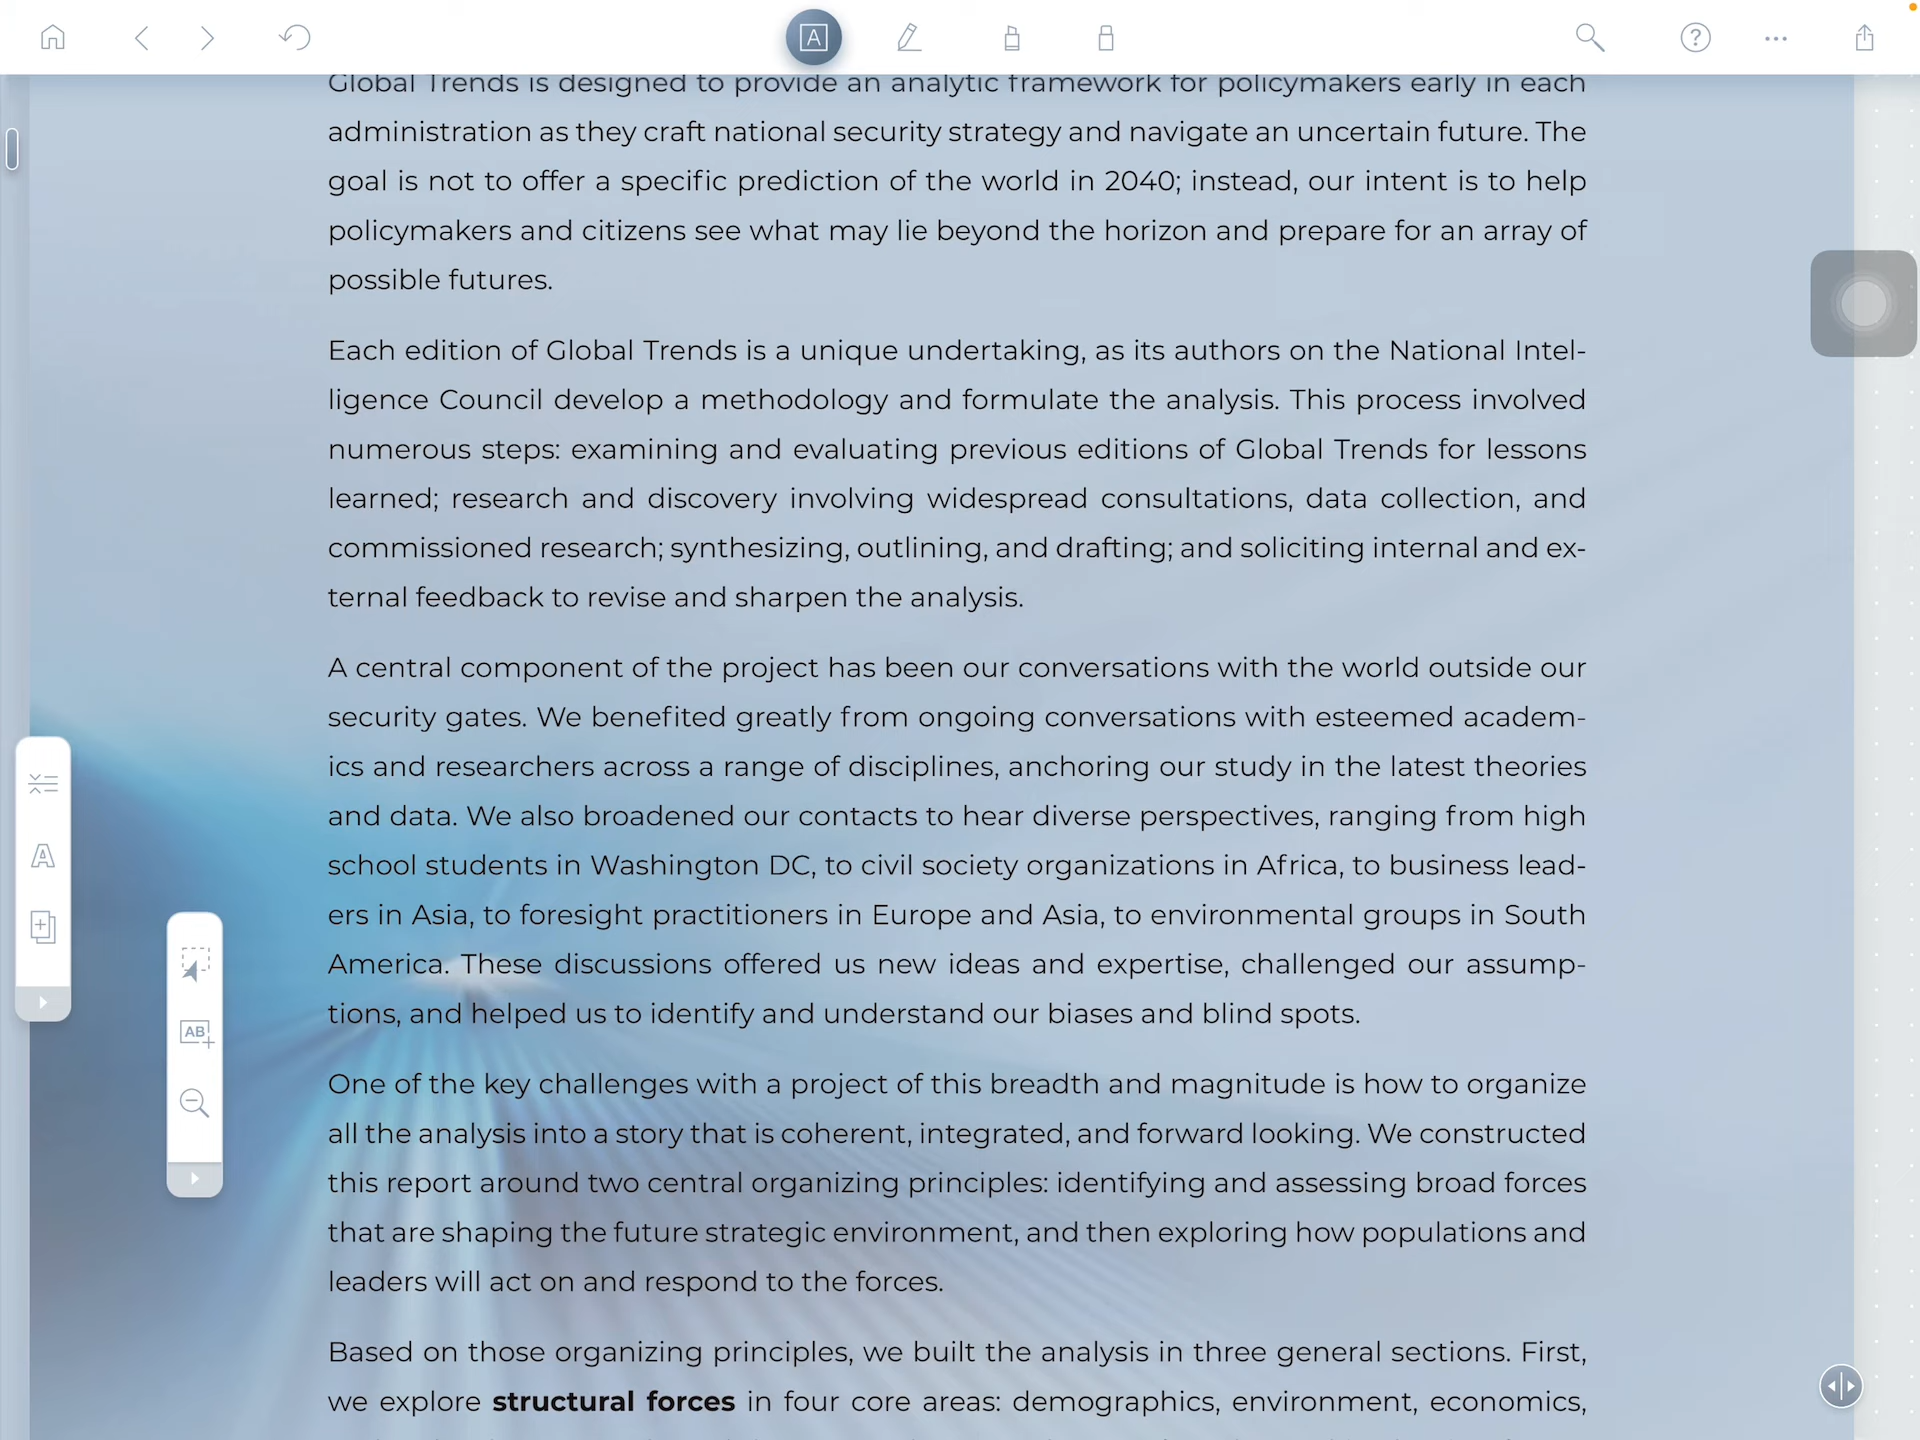 Global Trends is designed to provide an analytic framework for policymakers early in each
administration as they craft national security strategy and navigate an uncertain future. The
goal is not to offer a specific prediction of the world in 2040; instead, our intent is to help
policymakers and citizens see what may lie beyond the horizon and prepare for an array of
possible futures.
Each edition of Global Trends is a unique undertaking, as its authors on the National Intel-
ligence Council develop a methodology and formulate the analysis. This process involved
numerous steps: examining and evaluating previous editions of Global Trends for lessons
learned; research and discovery involving widespread consultations, data collection, and
commissioned research; synthesizing, outlining, and drafting; and soliciting internal and ex-
ternal feedback to revise and sharpen the analysis.
A central component of the project has been our conversations with the world outside our
security gates. We benefited greatly from ongoing conversations with esteemed academ-
ics and researchers across a range of disciplines, anchoring our study in the latest theories
and data. We also broadened our contacts to hear diverse perspectives, ranging from high
school students in Washington DC, to civil society organizations in Africa, to business lead-
ers in Asia, to foresight practitioners in Europe and Asia, to environmental groups in South
America. These discussions offered us new ideas and expertise, challenged our assump-
tions, and helped us to identify and understand our biases and blind spots.
One of the key challenges with a project of this breadth and magnitude is how to organize
all the analysis into a story that is coherent, integrated, and forward looking. We constructed
this report around two central organizing principles: identifying and assessing broad forces
that are shaping the future strategic environment, and then exploring how populations and
leaders will act on and respond to the forces.
Based on those organizing principles, we built the analysis in three general sections. First,
we explore structural forces in four core areas: demographics, environment, economics,
A
A
AB